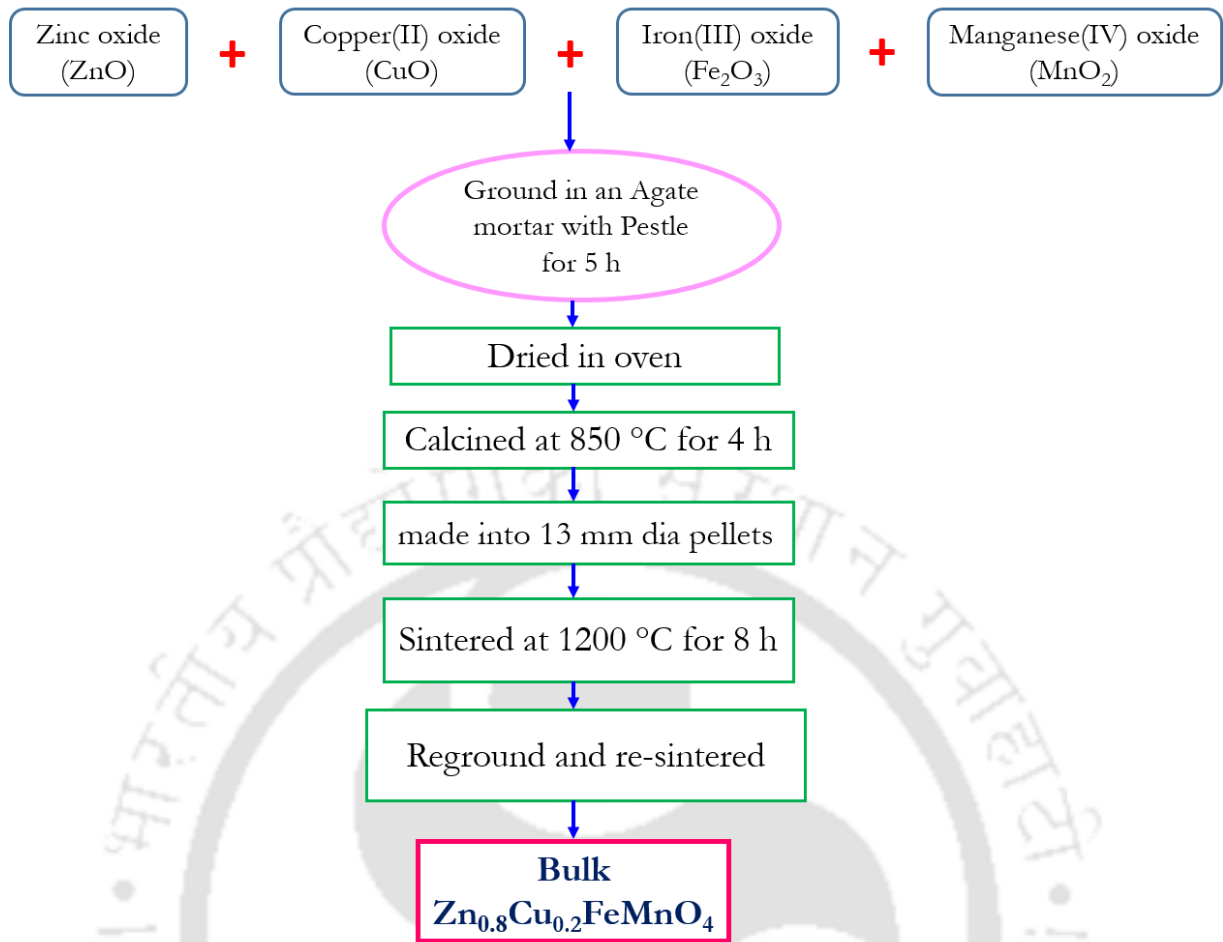 Zinc oxide
(ZnO)
+
Copper(II) oxide
(CuO)
+
Iron(III) oxide
(Fe₂O₃)
+
Manganese(IV) oxide
(MnO₂)
Ground in an Agate
mortar with Pestle
for 5 h
Dried in oven
Calcined at 850 °C for 4 h
made into 13 mm dia pellets
Sintered at 1200 °C for 8 h
Reground and re-sintered
Bulk
Zn₀.₈Cu₀.₂FeMnO₄